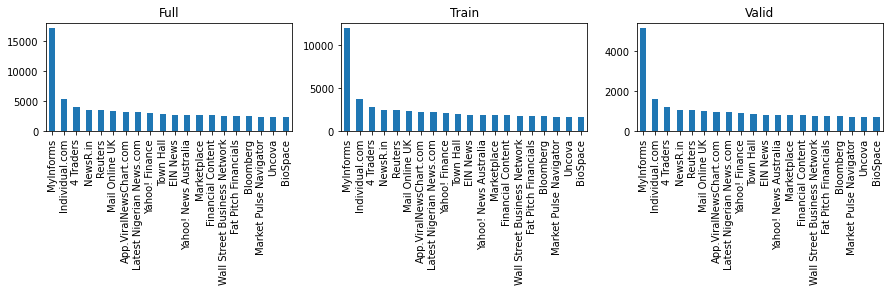 Full
15000
10000
5000
0
MyInforms
Individual.com
4 Traders
NewsR.in
Reuters
Mail Online UK
App.ViralNewsChart.com
Latest Nigerian News.com
Yahoo! Finance
Town Hall
EIN News
Yahoo! News Australia
Marketplace
Financial Content
Wall Street Business Network
Fat Pitch Financials
Bloomberg
Market Pulse Navigator
Uncova
BioSpace
Train
10000
5000
0
MyInforms
Individual.com
4 Traders
NewsR.in
Reuters
Mail Online UK
App.ViralNewsChart.com
Latest Nigerian News.com
Yahoo! Finance
Town Hall
EIN News
Yahoo! News Australia
Marketplace
Financial Content
Wall Street Business Network
Fat Pitch Financials
Bloomberg
Market Pulse Navigator
Uncova
BioSpace
Valid
4000
2000
0
MyInforms
Individual.com
4 Traders
NewsR.in
Reuters
Mail Online UK
App.ViralNewsChart.com
Latest Nigerian News.com
Yahoo! Finance
Town Hall
EIN News
Yahoo! News Australia
Marketplace
Financial Content
Wall Street Business Network
Fat Pitch Financials
Bloomberg
Market Pulse Navigator
Uncova
BioSpace